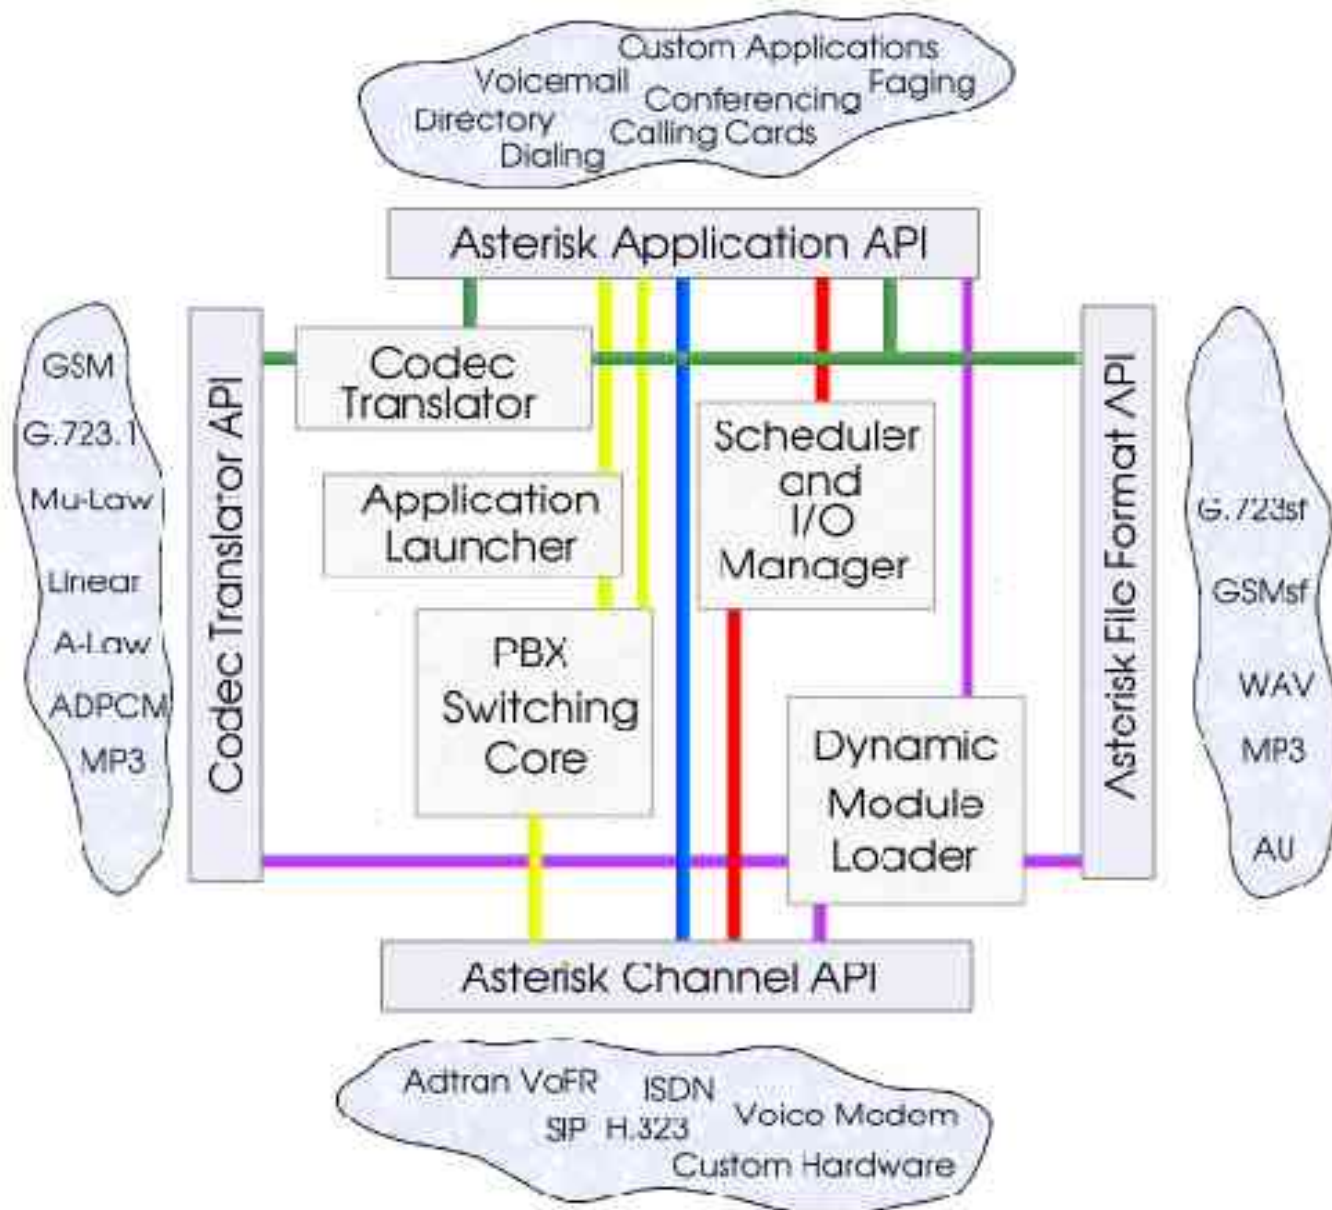 Custom Applications
Voicemail
Faging
Conferencing
Directory
Calling Cards
Dialing
Asterisk Application API
GSM
G.723.1
Mu-Law
Linear
A-Law
ADPCM
MP3
Codec Translator API
Codec
Translator
Application
Launcher
PBX
Switching
Core
Scheduler
and
I/O
Manager
Dynamic
Module
Loader
Asterisk File Format API
G.723sf
GSMsf
WAV
MP3
AU
Asterisk Channel API
Adtran VoFR
ISDN
SIP H.323
Voice Modem
Custom Hardware